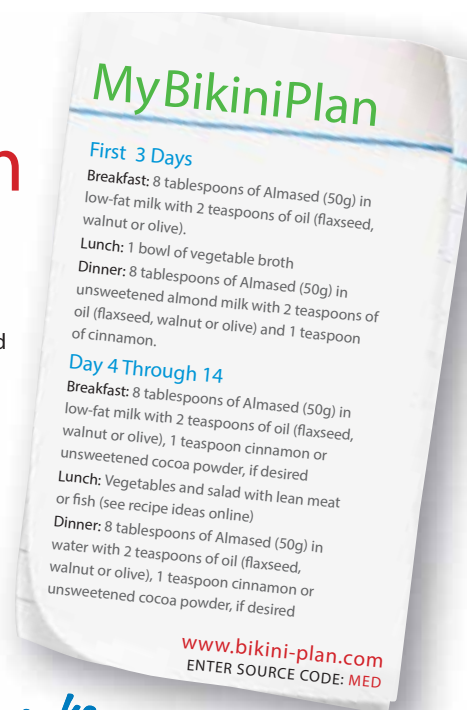 MyBikiniPlan
First 3 Days
Breakfast: 8 tablespoons of Almased (50g) in
low-fat milk with 2 teaspoons of oil (flaxseed,
walnut or olive).
Lunch: 1 bowl of vegetable broth
Dinner: 8 tablespoons of Almased (50g) in
unsweetened almond milk with 2 teaspoons of
oil (flaxseed, walnut or olive) and 1 teaspoon
of cinnamon.
Day 4 Through 14
Breakfast: 8 tablespoons of Almased (50g) in
low-fat milk with 2 teaspoons of oil (flaxseed,
walnut or olive), 1 teaspoon cinnamon or
unsweetened cocoa powder, if desired
Lunch: Vegetables and salad with lean meat
or fish (see recipe ideas online)
Dinner: 8 tablespoons of Almased (50g) in
water with 2 teaspoons of oil (flaxseed,
walnut or olive), 1 teaspoon cinnamon or
unsweetened cocoa powder, if desired
www.bikini-plan.com
ENTER SOURCE CODE: MED